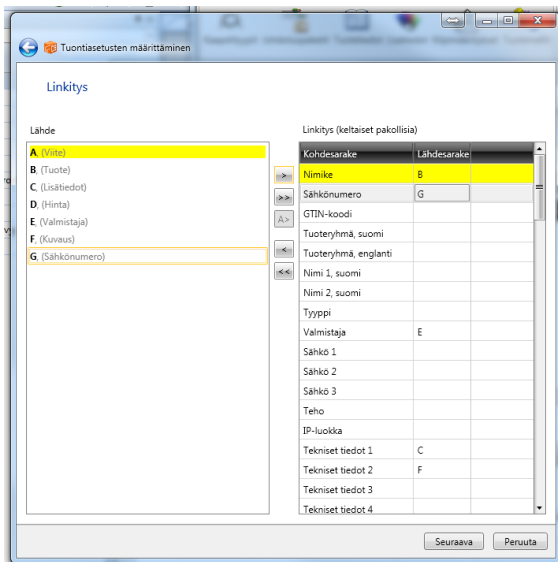 Tuontiasetusten määrittäminen
Linkitys
Lähde
A, (Viite)
B, (Tuote)
C, (Lisätiedot)
D, (Hinta)
E, (Valmistaja)
F, (Kuvaus)
G, (Sähkönumero)
>
>>
A>
<
<<
Linkitys (keltaiset pakollisia)
Kohdesarake Lähdesarake
Nimike B
Sähkönumero G
GTIN-koodi
Tuoteryhmä, suomi
Tuoteryhmä, englanti
Nimi 1, suomi
Nimi 2, suomi
Tyyppi
Valmistaja E
Sähkö 1
Sähkö 2
Sähkö 3
Teho
IP-luokka
Tekniset tiedot 1 C
Tekniset tiedot 2 F
Tekniset tiedot 3
Tekniset tiedot 4
Seuraava Peruuta